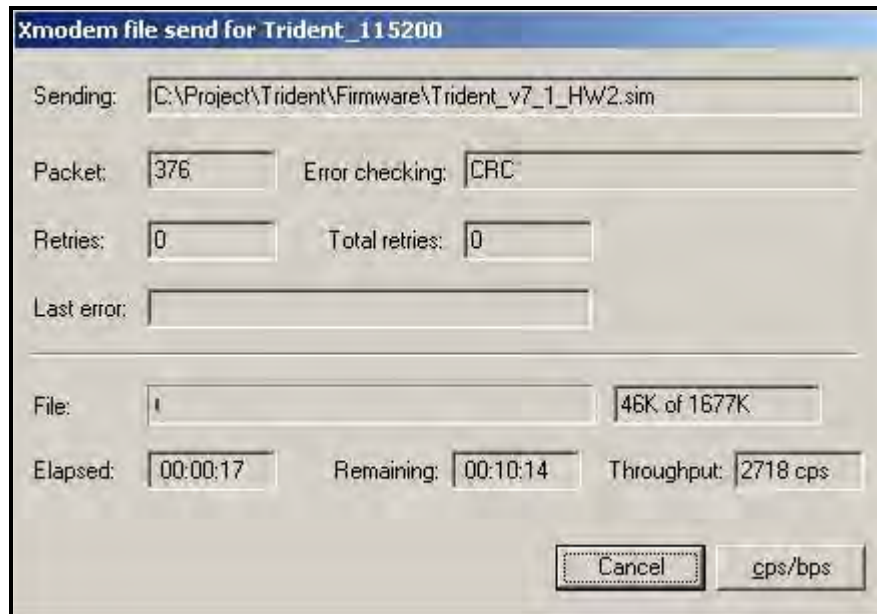 Xmodem file send for Trident_115200
Sending: C:\Project\Trident\Firmware\Trident_v7_1_HW2.sim
Packet: 376 Error checking: CRC
Retries: 0 Total retries: 0
Last error:
File: 46K of 1677K
Elapsed: 00:00:17 Remaining: 00:10:14 Throughput: 2718 cps
Cancel cps/bps